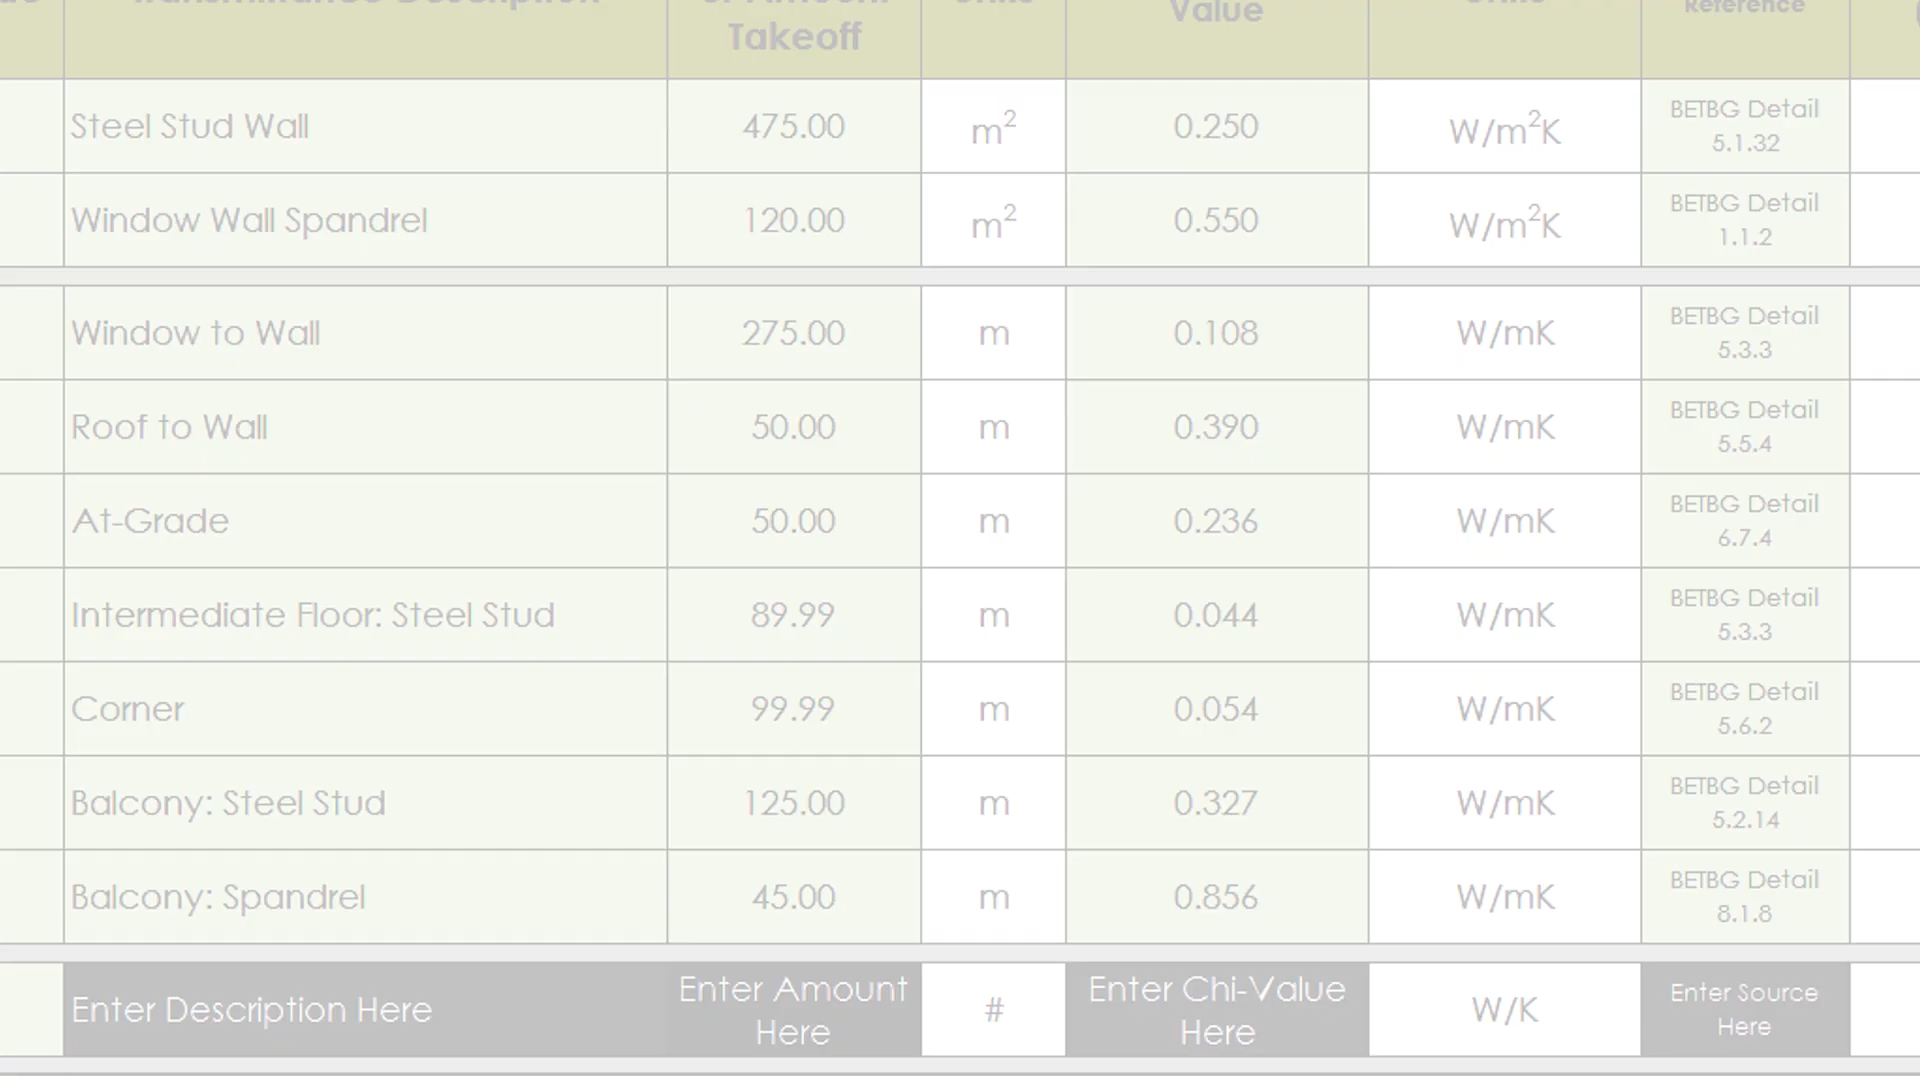 Takeoff
Value
Reference
Steel Stud Wall 475.00 m² 0.250 W/m²K BETBG Detail 5.1.32
Window Wall Spandrel 120.00 m² 0.550 W/m²K BETBG Detail 1.1.2
Window to Wall 275.00 m 0.108 W/mK BETBG Detail 5.3.3
Roof to Wall 50.00 m 0.390 W/mK BETBG Detail 5.5.4
At-Grade 50.00 m 0.236 W/mK BETBG Detail 6.7.4
Intermediate Floor: Steel Stud 89.99 m 0.044 W/mK BETBG Detail 5.3.3
Corner 99.99 m 0.054 W/mK BETBG Detail 5.6.2
Balcony: Steel Stud 125.00 m 0.327 W/mK BETBG Detail 5.2.14
Balcony: Spandrel 45.00 m 0.856 W/mK BETBG Detail 8.1.8
Enter Description Here Enter Amount Here # Enter Chi-Value Here W/K Enter Source Here